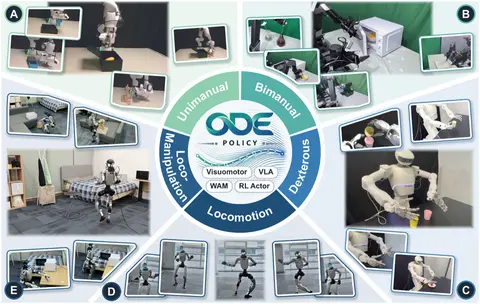 A
B
Unimanual
Bimanual
ODE
POLICY
Visuomotor
VLA
WAM
RL Actor
Loco-
Manipulation
Dexterous
Locomotion
E
D
C